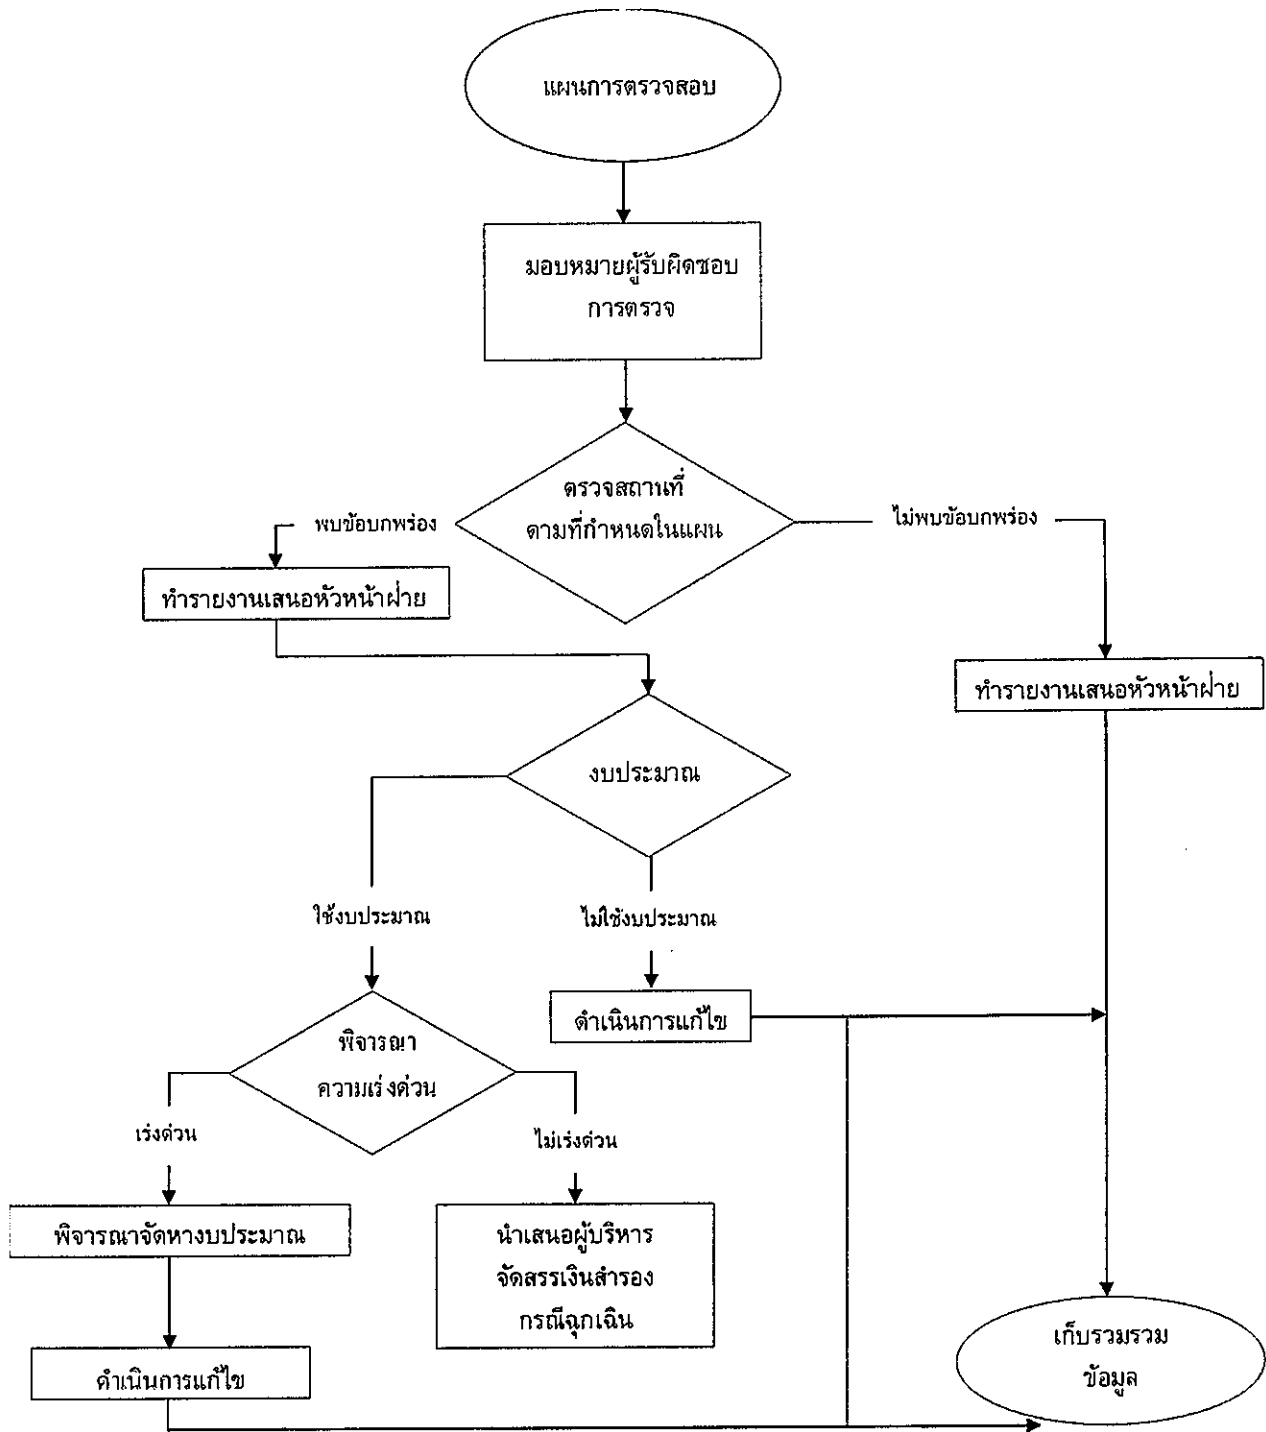 แผนการตรวจสอบ
มอบหมายผู้รับผิดชอบ
การตรวจ
ตรวจสถานที่
ตามที่กำหนดในแผน
พบข้อบกพร่อง
ไม่พบข้อบกพร่อง
ทำรายงานเสนอหัวหน้าฝ่าย
ทำรายงานเสนอหัวหน้าฝ่าย
งบประมาณ
ใช้งบประมาณ
ไม่ใช้งบประมาณ
ดำเนินการแก้ไข
พิจารณา
ความเร่งด่วน
เร่งด่วน
ไม่เร่งด่วน
พิจารณาจัดหางบประมาณ
นำเสนอผู้บริหาร
จัดสรรเงินสำรอง
กรณีฉุกเฉิน
ดำเนินการแก้ไข
เก็บรวมรวม
ข้อมูล